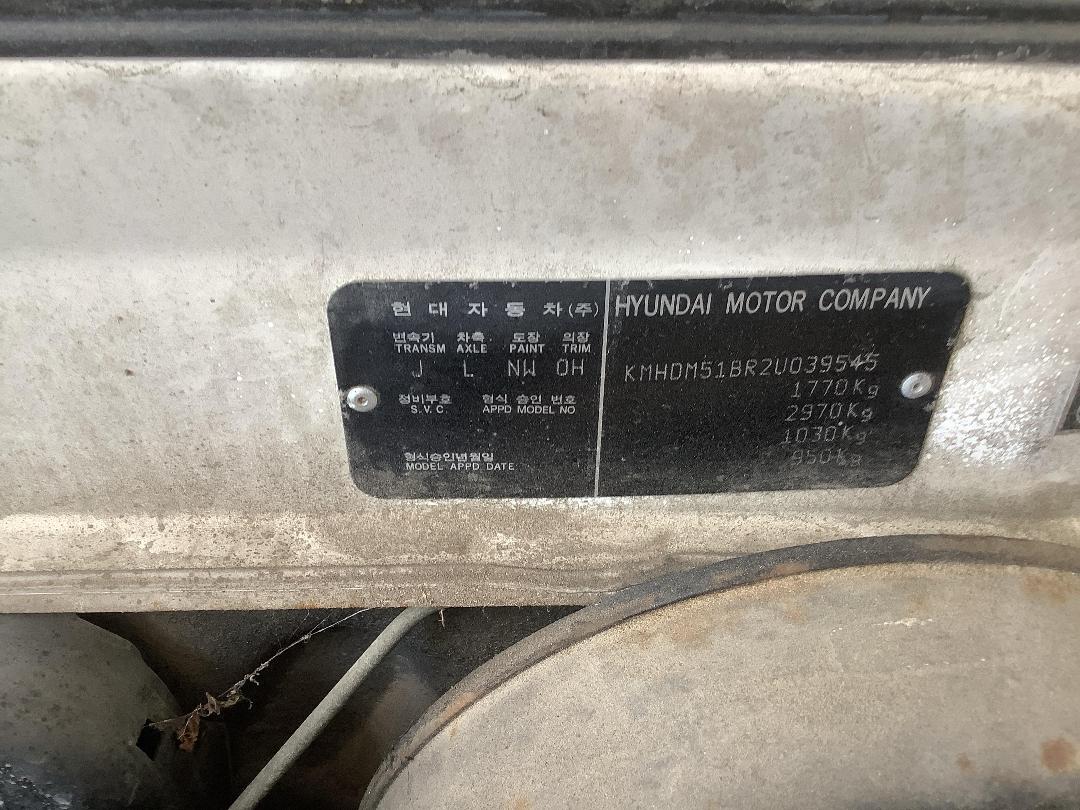 현대자동차(주)
변속기 차축 도장 의장
TRANSM AXLE PAINT TRIM
J L NW OH
정비부호 형식 승인 번호
S.V.C. APPD MODEL NO
형식승인년월일
MODEL APPD DATE
HYUNDAI MOTOR COMPANY
KMHDM51BR2U039545
1770Kg
2970Kg
1030Kg
950Kg